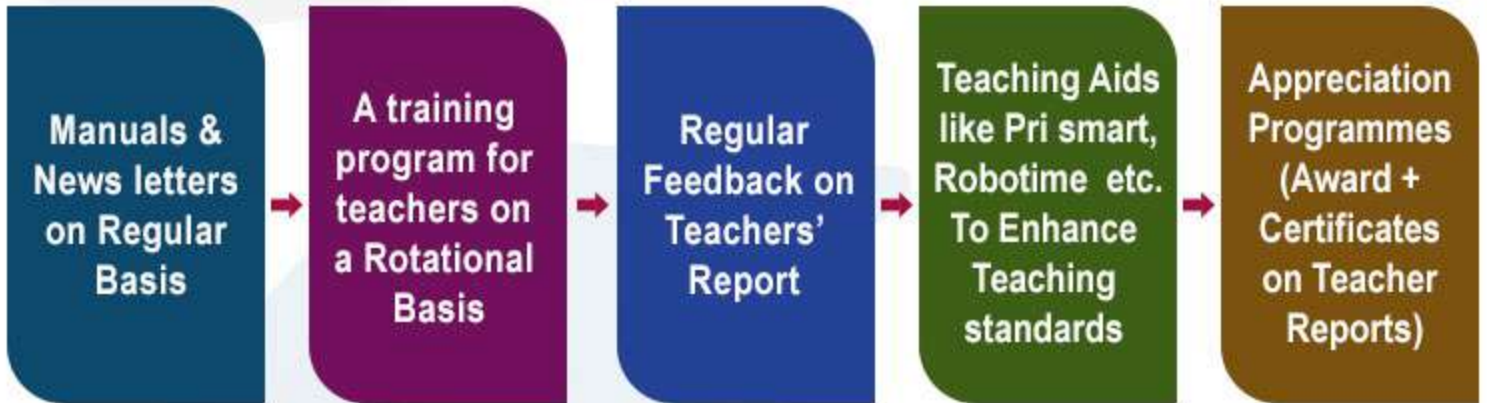 Manuals &
News letters
on Regular
Basis
A training
program for
teachers on
a Rotational
Basis
Regular
Feedback on
Teachers’
Report
Teaching Aids
like Pri smart,
Robotime etc.
To Enhance
Teaching
standards
Appreciation
Programmes
(Award +
Certificates
on Teacher
Reports)